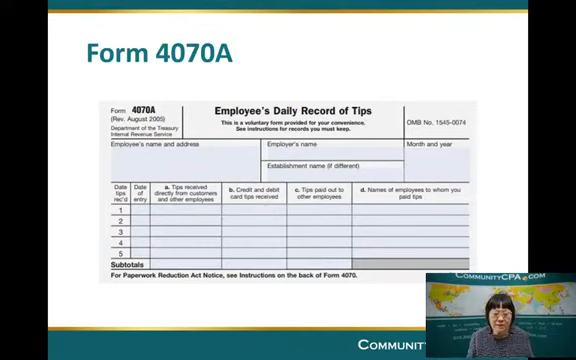 COMMUNITYCPA.COM
Form 4070A
Form 4070A
(Rev. August 2005)
Department of the Treasury
Internal Revenue Service
Employee's Daily Record of Tips
This is a voluntary form provided for your convenience.
See instructions for records you must keep.
OMB No. 1545-0074
Employee's name and address
Employer's name
Month and year
Establishment name (if different)
Date tips rec'd
Date of entry
a. Tips received directly from customers and other employees
b. Credit and debit card tips received
c. Tips paid out to other employees
d. Names of employees to whom you paid tips
1
2
3
4
5
Subtotals
For Paperwork Reduction Act Notice, see Instructions on the back of Form 4070.
COMMUNITYCPA.COM
COMMUNITY